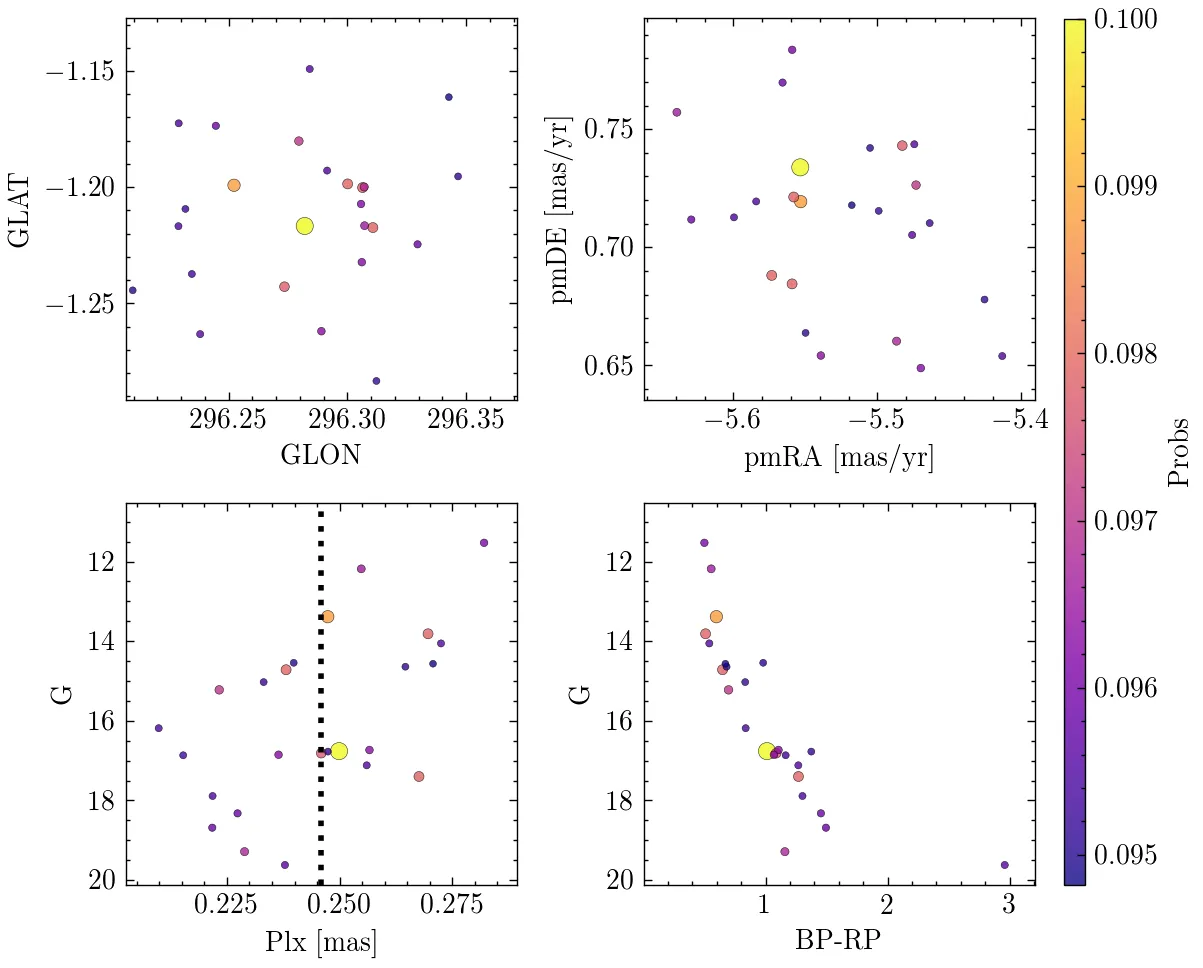 −1.15
−1.20
−1.25
GLAT
296.25 296.30 296.35
GLON
0.75
0.70
0.65
pmDE [mas/yr]
−5.6 −5.5 −5.4
pmRA [mas/yr]
12
14
16
18
20
G
0.225 0.250 0.275
Plx [mas]
12
14
16
18
20
G
1 2 3
BP-RP
0.100
0.099
0.098
0.097
0.096
0.095
Probs